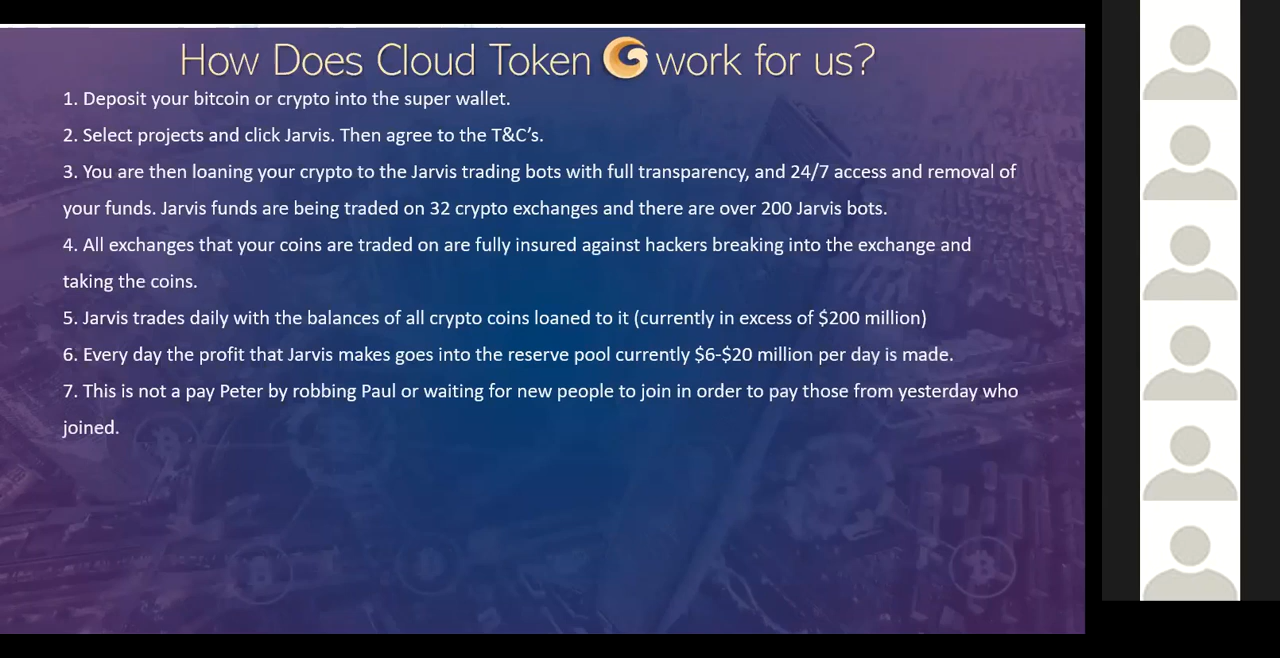 How Does Cloud Token work for us?
1. Deposit your bitcoin or crypto into the super wallet.
2. Select projects and click Jarvis. Then agree to the T&C’s.
3. You are then loaning your crypto to the Jarvis trading bots with full transparency, and 24/7 access and removal of
your funds. Jarvis funds are being traded on 32 crypto exchanges and there are over 200 Jarvis bots.
4. All exchanges that your coins are traded on are fully insured against hackers breaking into the exchange and
taking the coins.
5. Jarvis trades daily with the balances of all crypto coins loaned to it (currently in excess of $200 million)
6. Every day the profit that Jarvis makes goes into the reserve pool currently $6-$20 million per day is made.
7. This is not a pay Peter by robbing Paul or waiting for new people to join in order to pay those from yesterday who
joined.